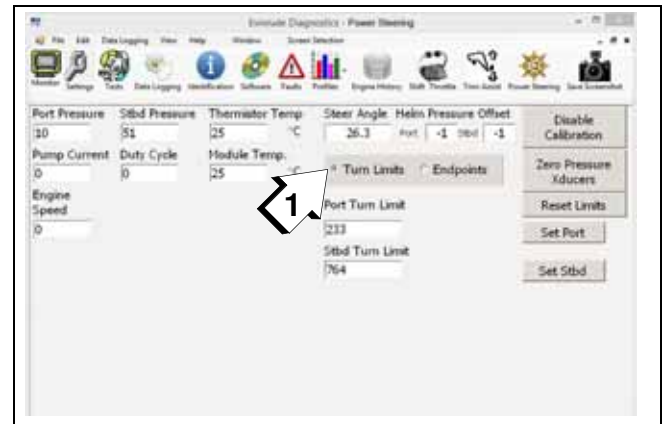 Evinrude Diagnostics - Power Steering
File Edit Data Logging View Help Window Screen Selection
Monitor Settings Tests Data Logging Identification Software Faults Profiles Engine History Shift Throttle Trim Assist Power Steering Save Screenshot
Port Pressure Stbd Pressure Thermistor Temp Steer Angle Helm Pressure Offset Disable Calibration
10 51 25 °C 26.3 Port -1 Stbd -1
Pump Current Duty Cycle Module Temp. Turn Limits Endpoints Zero Pressure Xducers
0 0 25 °C
1
Engine Speed Port Turn Limit Reset Limits
0 233 Set Port
Stbd Turn Limit
764 Set Stbd